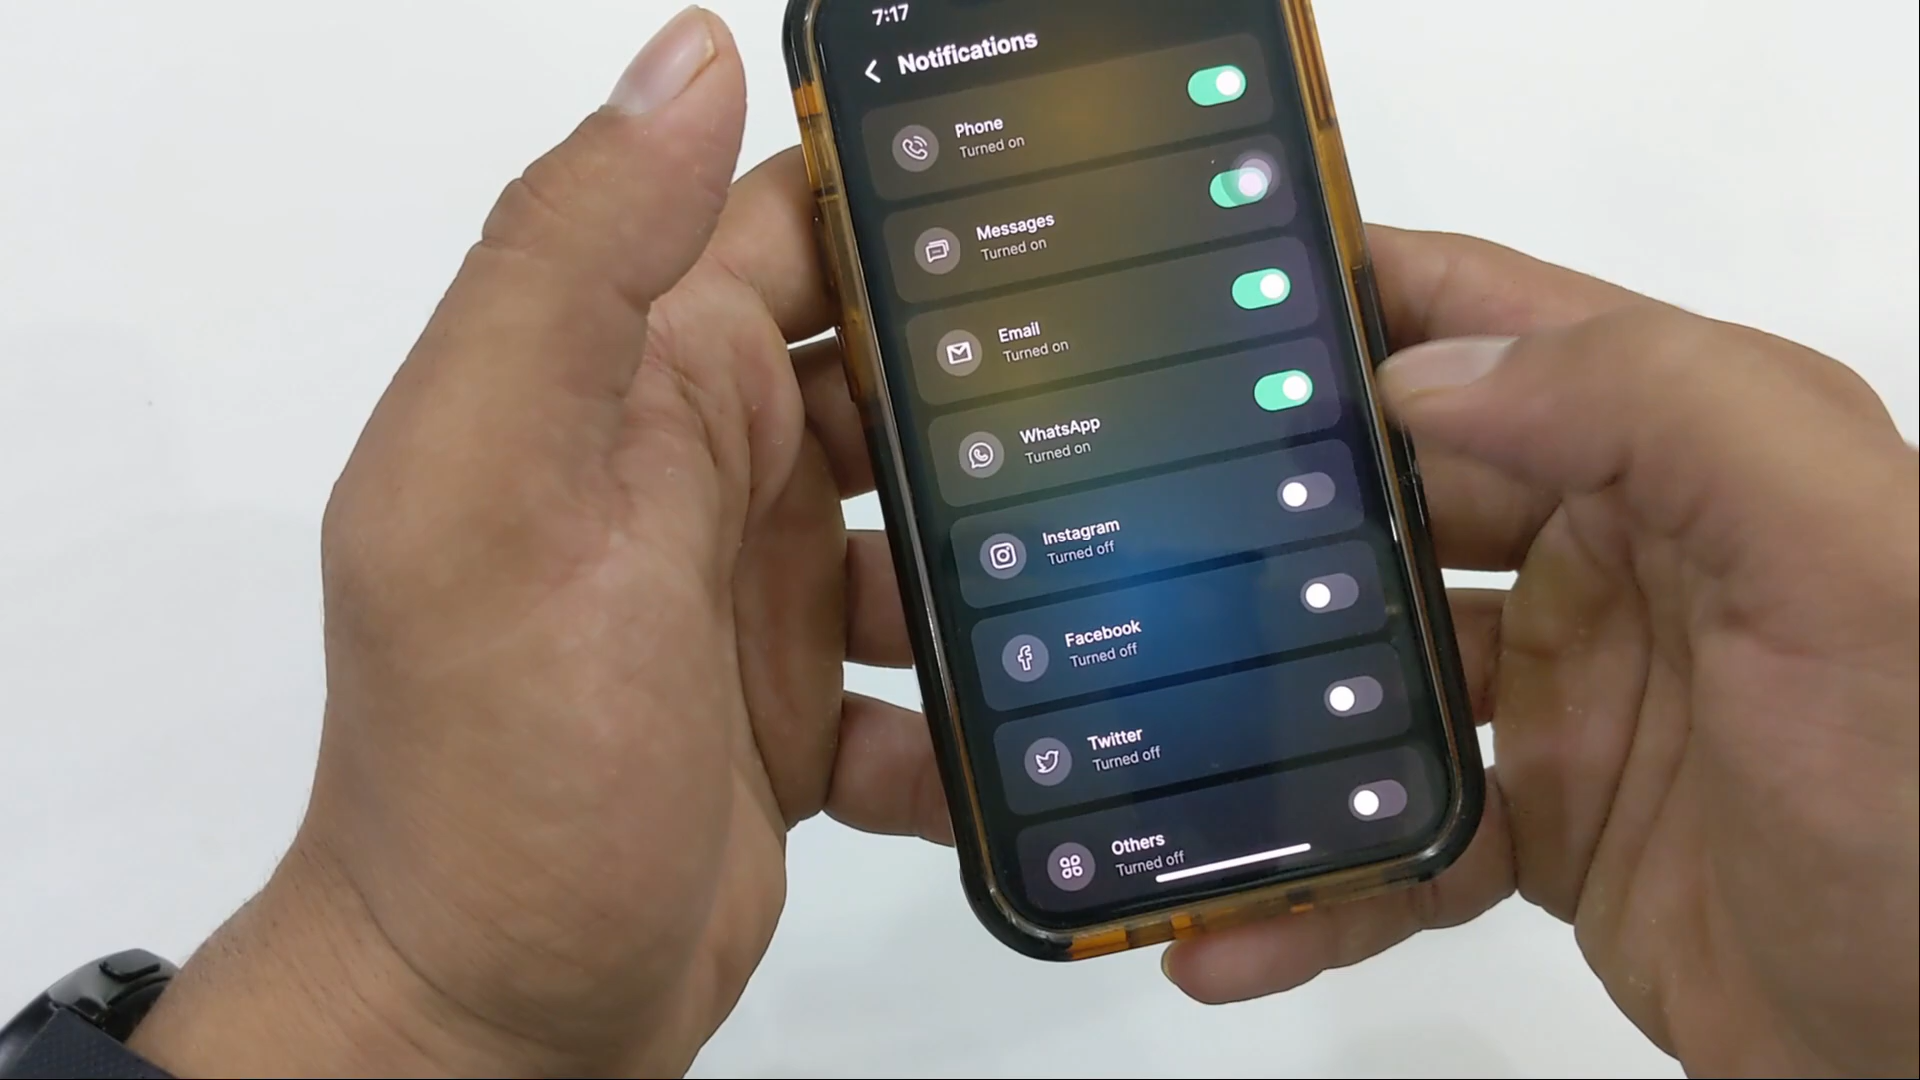 7:17
Notifications
Phone
Turned on
Messages
Turned on
Email
Turned on
WhatsApp
Turned on
Instagram
Turned off
Facebook
Turned off
Twitter
Turned off
Others
Turned off